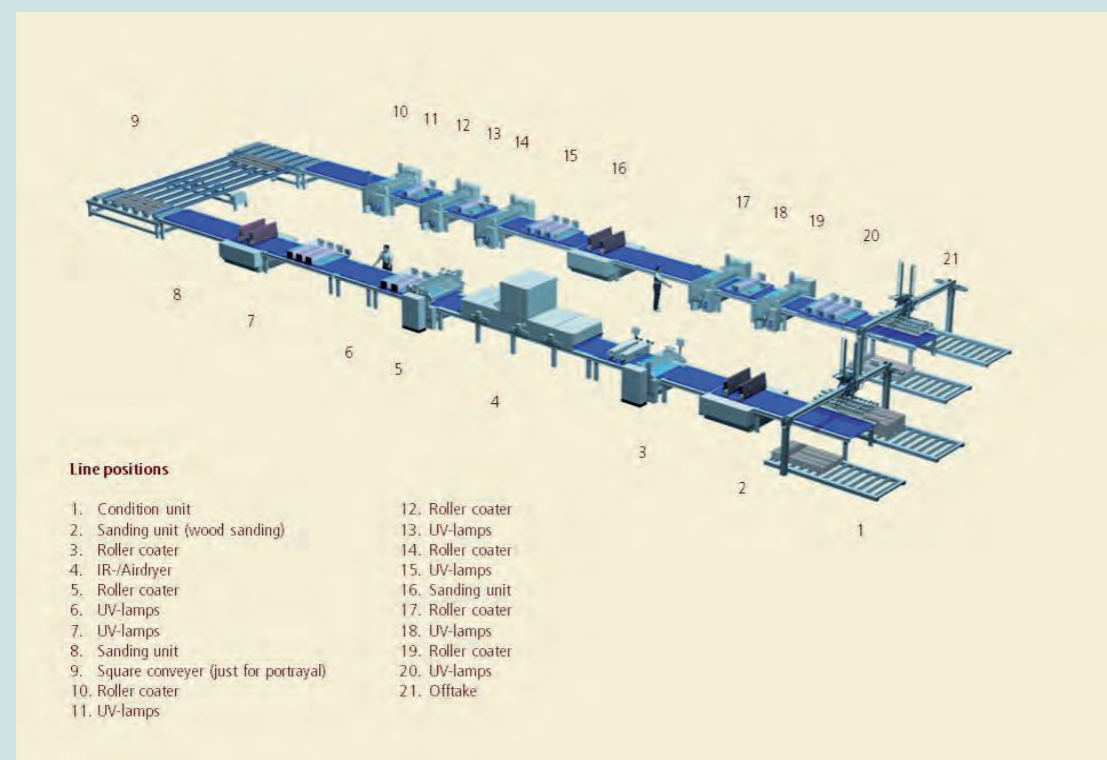 9
10
11
12
13
14
15
16
17
18
19
20
21
8
7
6
5
4
3
2
1
Line positions
1. Condition unit
2. Sanding unit (wood sanding)
3. Roller coater
4. IR-/Airdryer
5. Roller coater
6. UV-lamps
7. UV-lamps
8. Sanding unit
9. Square conveyer (just for portrayal)
10. Roller coater
11. UV-lamps
12. Roller coater
13. UV-lamps
14. Roller coater
15. UV-lamps
16. Sanding unit
17. Roller coater
18. UV-lamps
19. Roller coater
20. UV-lamps
21. Offtake